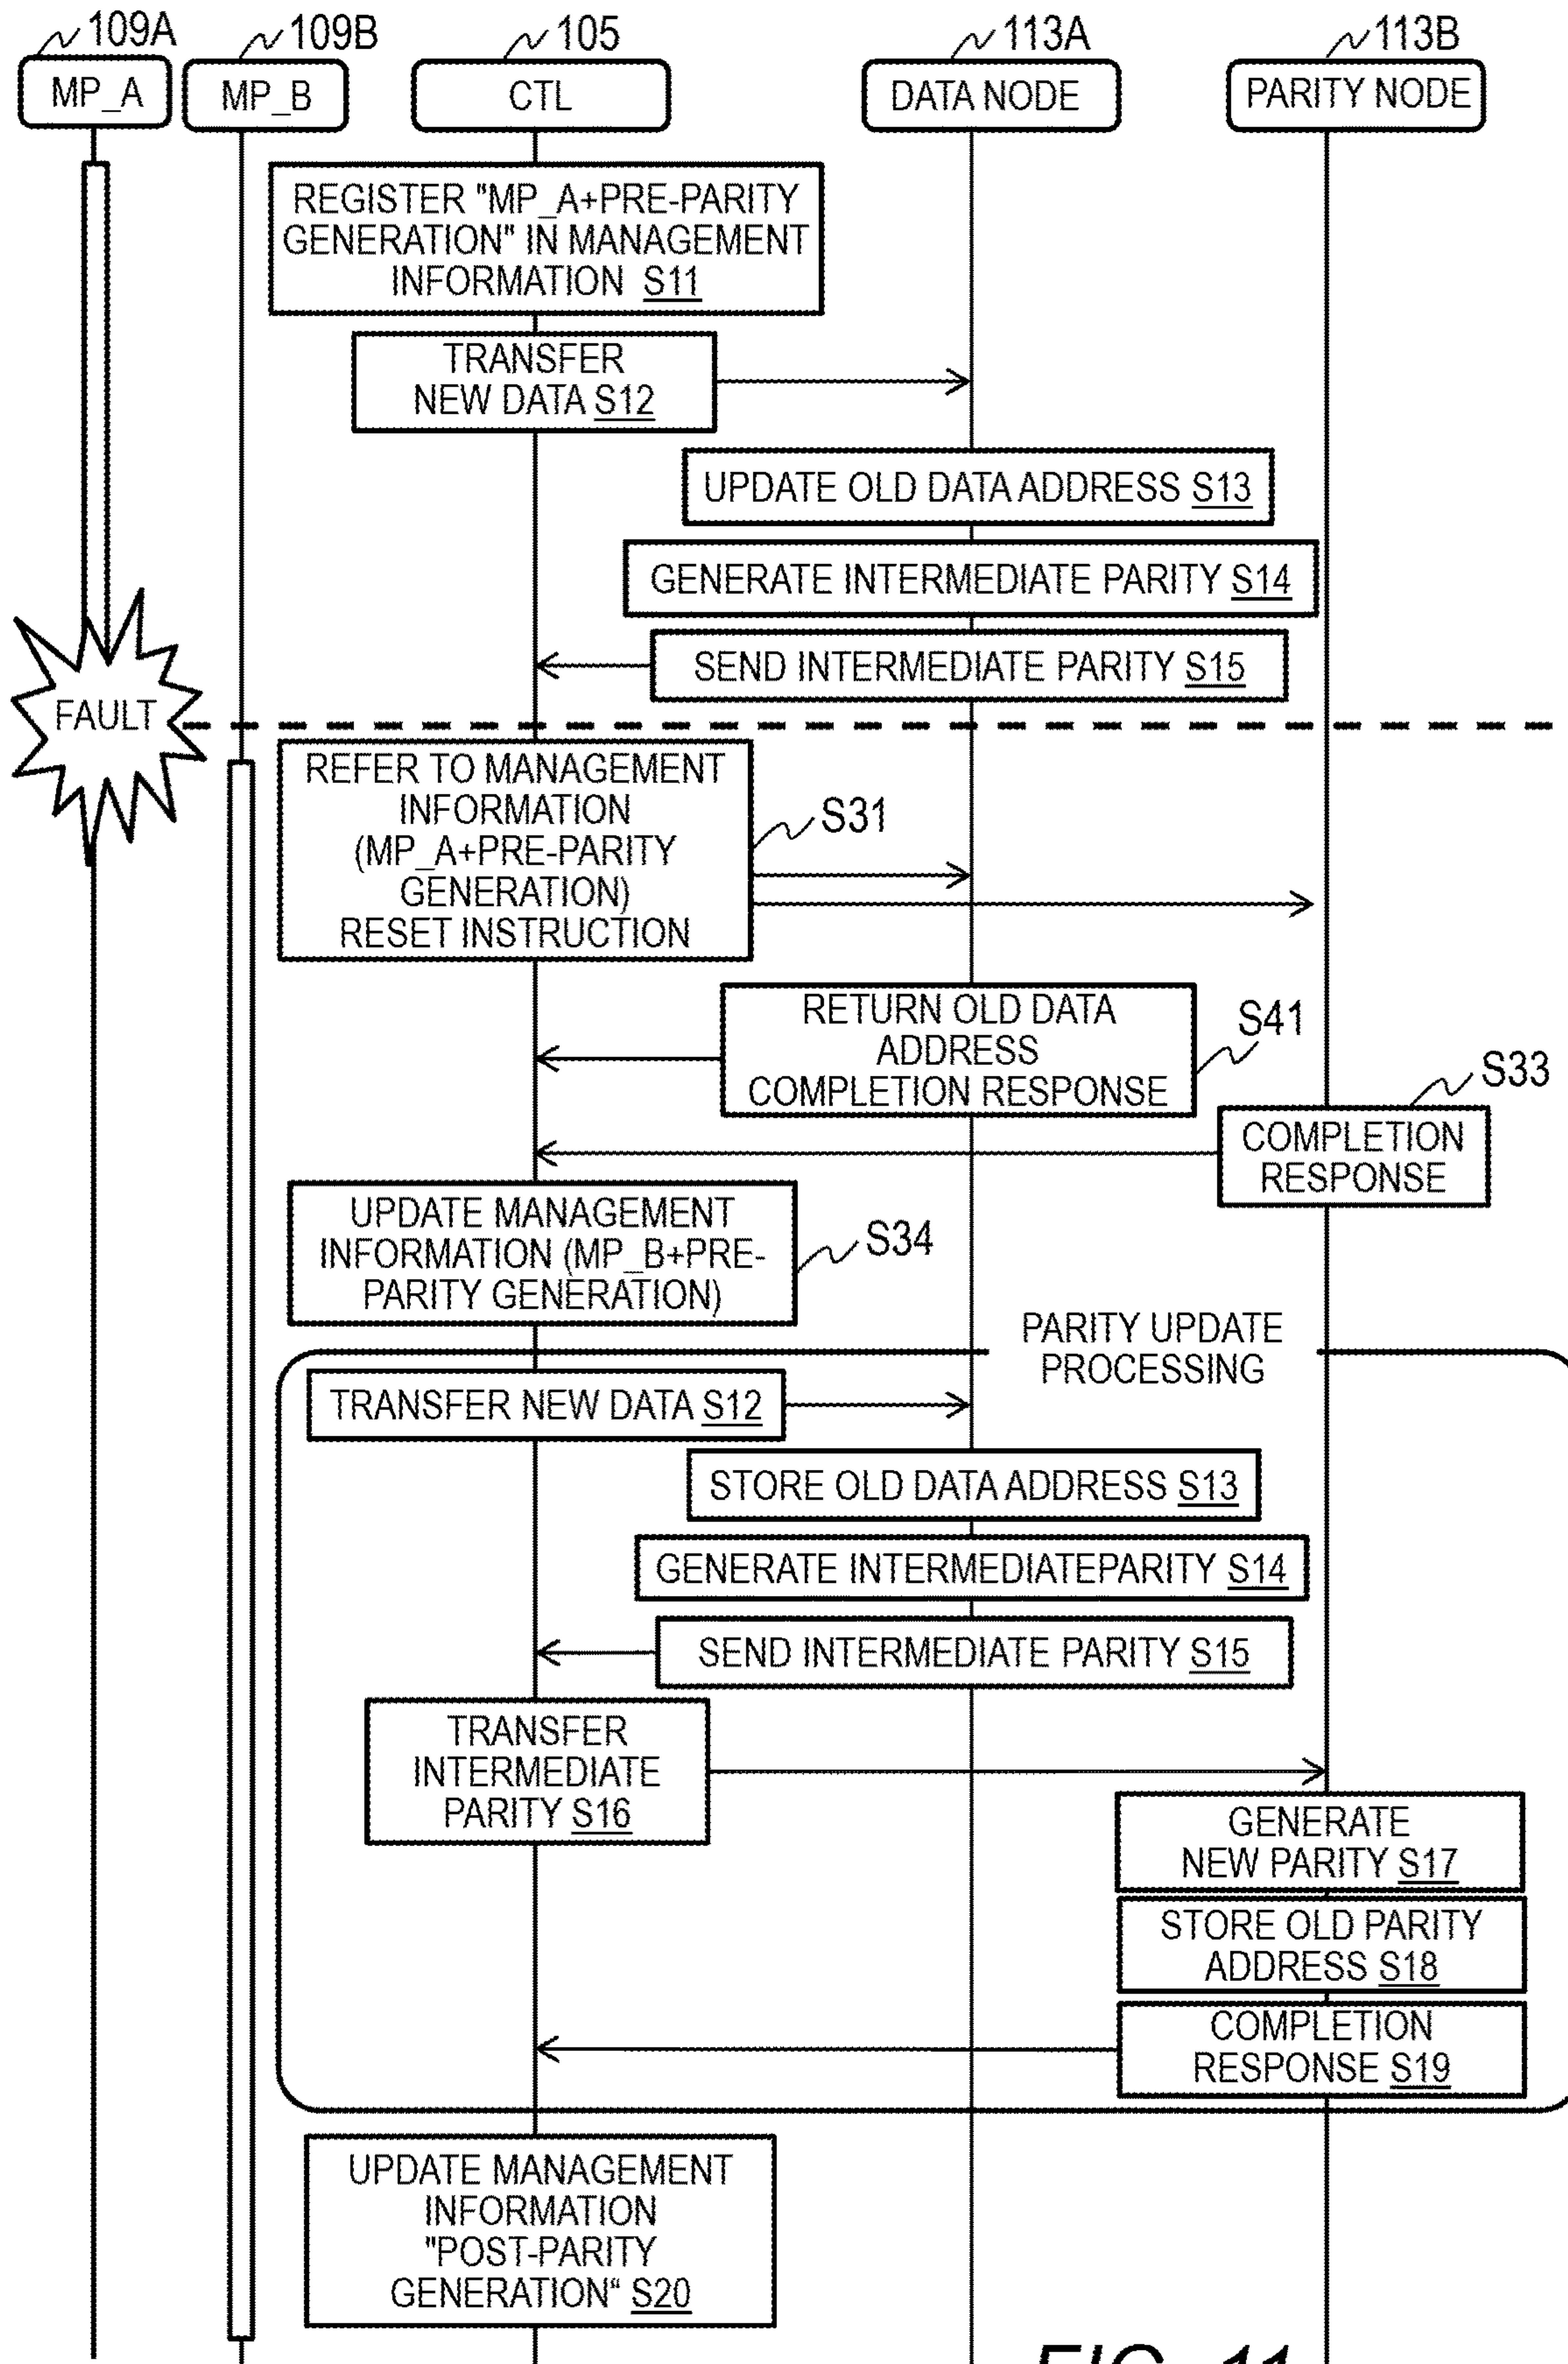 109A
109B
105
113A
113B
MP_A
MP_B
CTL
DATA NODE
PARITY NODE
REGISTER "MP_A+PRE-PARITY
GENERATION" IN MANAGEMENT
INFORMATION S11
TRANSFER
NEW DATA S12
UPDATE OLD DATA ADDRESS S13
GENERATE INTERMEDIATE PARITY S14
SEND INTERMEDIATE PARITY S15
FAULT
REFER TO MANAGEMENT
INFORMATION
(MP_A+PRE-PARITY
GENERATION)
RESET INSTRUCTION
S31
RETURN OLD DATA
ADDRESS
COMPLETION RESPONSE
S41
S33
COMPLETION
RESPONSE
UPDATE MANAGEMENT
INFORMATION (MP_B+PRE-
PARITY GENERATION)
S34
PARITY UPDATE
PROCESSING
TRANSFER NEW DATA S12
STORE OLD DATA ADDRESS S13
GENERATE INTERMEDIATEPARITY S14
SEND INTERMEDIATE PARITY S15
TRANSFER
INTERMEDIATE
PARITY S16
GENERATE
NEW PARITY S17
STORE OLD PARITY
ADDRESS S18
COMPLETION
RESPONSE S19
UPDATE MANAGEMENT
INFORMATION
"POST-PARITY
GENERATION" S20
FIG. 11